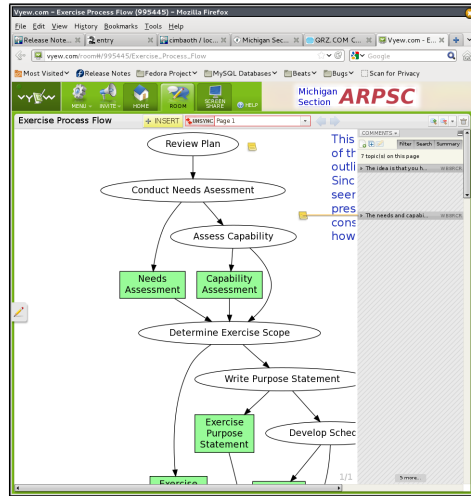 Vyew.com – Exercise Process Flow (995445) – Mozilla Firefox
File Edit View History Bookmarks Tools Help
Release Note... entry cimbaoth / loc... Michigan Sec... QRZ.COM C... Vyew.com - E...
vyew.com/room#/995445/Exercise_Process_Flow Google
Most Visited Release Notes Fedora Project MySQL Databases Beats Bugs Scan for Privacy
VYEW MENU INVITE HOME ROOM SCREEN SHARE HELP
Michigan Section ARPSC
Exercise Process Flow + INSERT UNSYNC Page 1
COMMENTS
Filter Search Summary
7 topic(s) on this page
» The idea is that you h... W8BRCK
» The needs and capabi...
5 more...
Review Plan
This
of th
outli
Sinc
seer
pres
cons
how
Conduct Needs Asessment
Assess Capability
Needs
Assessment
Capability
Assessment
Determine Exercise Scope
Write Purpose Statement
Exercise
Purpose
Statement
Develop Sched
Exercise
1/1